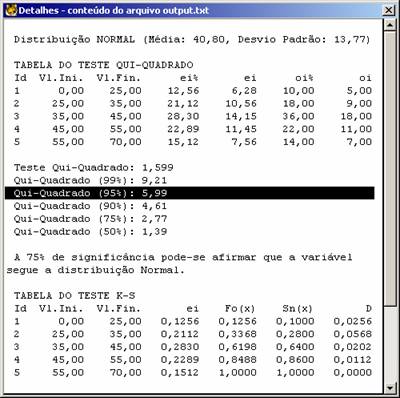 Detalhes - conteúdo do arquivo output.txt
Distribuição NORMAL (Média: 40,80, Desvio Padrão: 13,77)
TABELA DO TESTE QUI-QUADRADO
Id Vl.Ini. Vl.Fin. ei% ei oi% oi
1 0,00 25,00 12,56 6,28 10,00 5,00
2 25,00 35,00 21,12 10,56 18,00 9,00
3 35,00 45,00 28,30 14,15 36,00 18,00
4 45,00 55,00 22,89 11,45 22,00 11,00
5 55,00 70,00 15,12 7,56 14,00 7,00
Teste Qui-Quadrado: 1,599
Qui-Quadrado (99%): 9,21
Qui-Quadrado (95%): 5,99
Qui-Quadrado (90%): 4,61
Qui-Quadrado (75%): 2,77
Qui-Quadrado (50%): 1,39
A 75% de significância pode-se afirmar que a variável
segue a distribuição Normal.
TABELA DO TESTE K-S
Id Vl.Ini. Vl.Fin. ei Fo(x) Sn(x) D
1 0,00 25,00 0,1256 0,1256 0,1000 0,0256
2 25,00 35,00 0,2112 0,3368 0,2800 0,0568
3 35,00 45,00 0,2830 0,6198 0,6400 0,0202
4 45,00 55,00 0,2289 0,8488 0,8600 0,0112
5 55,00 70,00 0,1512 1,0000 1,0000 0,0000